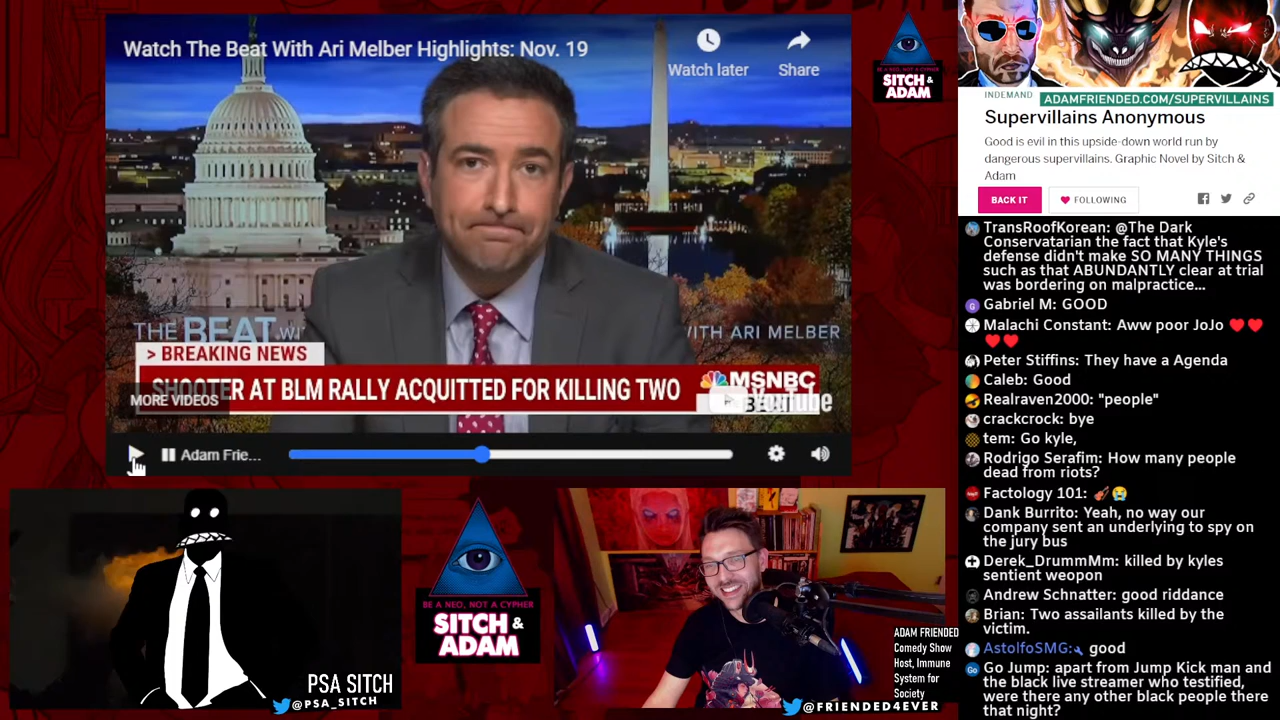 Watch The Beat With Ari Melber Highlights: Nov. 19
Watch later
Share
THE BEAT
WITH ARI MELBER
> BREAKING NEWS
SHOOTER AT BLM RALLY ACQUITTED FOR KILLING TWO
MSNBC
MORE VIDEOS
YouTube
Adam Frie...
BE A NEO, NOT A CYPHER
SITCH &
ADAM
INDEMAND
ADAMFRIENDED.COM/SUPERVILLAINS
Supervillains Anonymous
Good is evil in this upside-down world run by
dangerous supervillains. Graphic Novel by Sitch &
Adam
BACK IT
FOLLOWING
TransRoofKorean: @The Dark
Conservatarian the fact that Kyle's
defense didn't make SO MANY THINGS
such as that ABUNDANTLY clear at trial
was bordering on malpractice...
Gabriel M: GOOD
Malachi Constant: Aww poor JoJo ♥️♥️
♥️♥️
Peter Stiffins: They have a Agenda
Caleb: Good
Realraven2000: "people"
crackcrock: bye
tem: Go kyle,
Rodrigo Serafim: How many people
dead from riots?
Factology 101: 🎻😭
Dank Burrito: Yeah, no way our
company sent an underlying to spy on
the jury bus
Derek_DrummMm: killed by kyles
sentient weopon
Andrew Schnatter: good riddance
Brian: Two assailants killed by the
victim.
AstolfoSMG:🔧 good
Go Jump: apart from Jump Kick man and
the black live streamer who testified,
were there any other black people there
that night?
PSA SITCH
@PSA_SITCH
BE A NEO, NOT A CYPHER
SITCH &
ADAM
ADAM FRIENDED
Comedy Show
Host, Immune
System for
Society
@FRIENDED4EVER